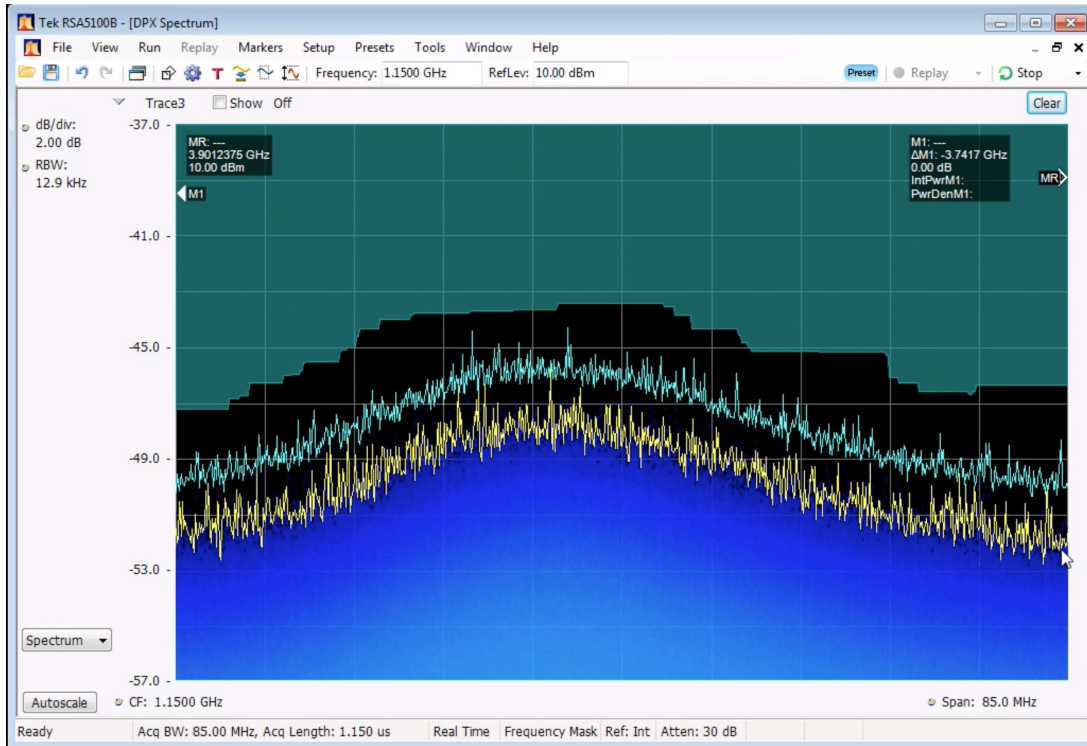 Tek RSA5100B - [DPX Spectrum]
File View Run Replay Markers Setup Presets Tools Window Help
T Frequency: 1.1500 GHz RefLev: 10.00 dBm Preset Replay Stop
Trace3 Show Off Clear
dB/div:
2.00 dB
RBW:
12.9 kHz
-37.0
MR: ---
3.9012375 GHz
10.00 dBm
M1
M1: ---
ΔM1: -3.7417 GHz
0.00 dB
IntPwrM1:
PwrDenM1:
MR
-41.0
-45.0
-49.0
-53.0
Spectrum
-57.0
Autoscale CF: 1.1500 GHz Span: 85.0 MHz
Ready Acq BW: 85.00 MHz, Acq Length: 1.150 us Real Time Frequency Mask Ref: Int Atten: 30 dB